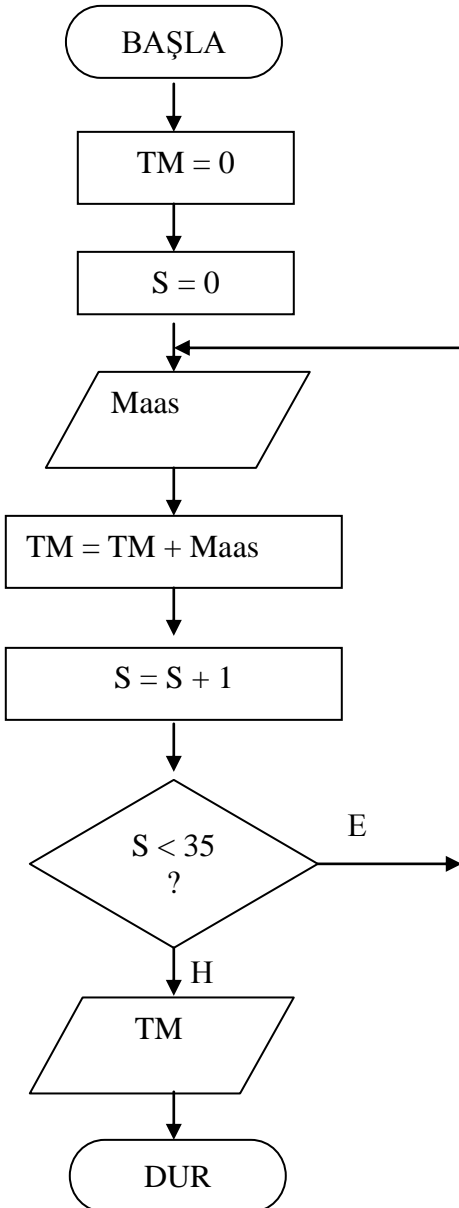 BAŞLA
TM = 0
S = 0
Maas
TM = TM + Maas
S = S + 1
S < 35
?
E
H
TM
DUR